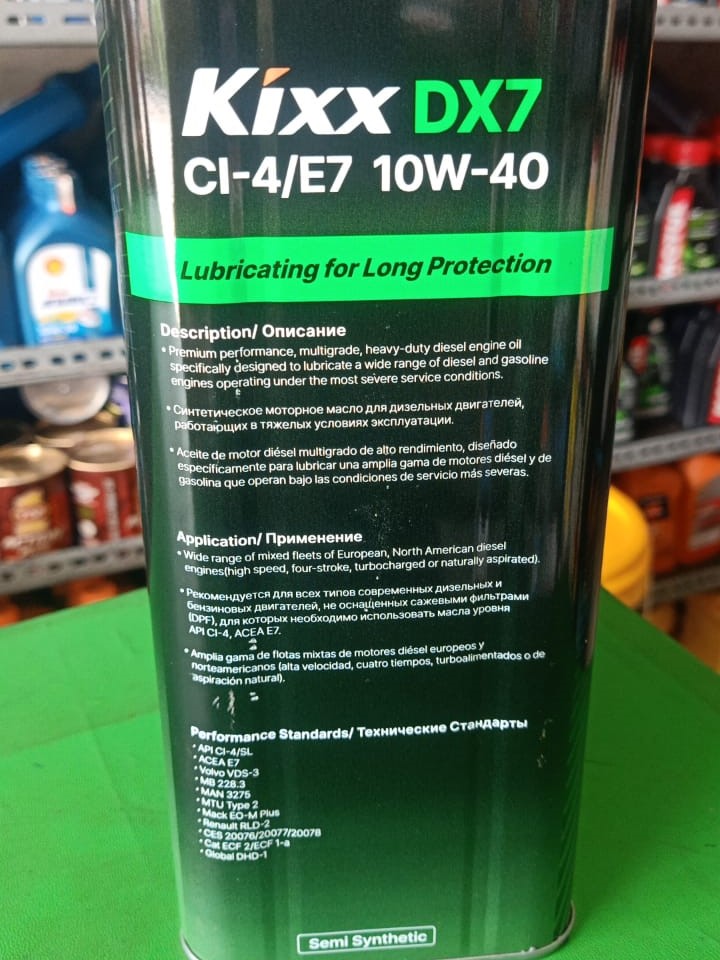 Kixx DX7
CI-4/E7 10W-40
Lubricating for Long Protection
Description/ Описание
• Premium performance, multigrade, heavy-duty diesel engine oil
specifically designed to lubricate a wide range of diesel and gasoline
engines operating under the most severe service conditions.
• Синтетическое моторное масло для дизельных двигателей,
работающих в тяжелых условиях эксплуатации.
• Aceite de motor diésel multigrado de alto rendimiento, diseñado
específicamente para lubricar una amplia gama de motores diésel y de
gasolina que operan bajo las condiciones de servicio más severas.
Application/ Применение
• Wide range of mixed fleets of European, North American diesel
engines(high speed, four-stroke, turbocharged or naturally aspirated).
• Рекомендуется для всех типов современных дизельных и
бензиновых двигателей, не оснащенных сажевыми фильтрами
(DPF), для которых необходимо использовать масла уровня
API CI-4, ACEA E7.
• Amplia gama de flotas mixtas de motores diésel europeos y
norteamericanos (alta velocidad, cuatro tiempos, turboalimentados o de
aspiración natural).
Performance Standards/ Технические Стандарты
• API CI-4/SL
• ACEA E7
• Volvo VDS-3
• MB 228.3
• MAN 3275
• MTU Type 2
• Mack EO-M Plus
• Renault RLD-2
• CES 20076/20077/20078
• Cat ECF 2/ECF 1-a
• Global DHD-1
Semi Synthetic